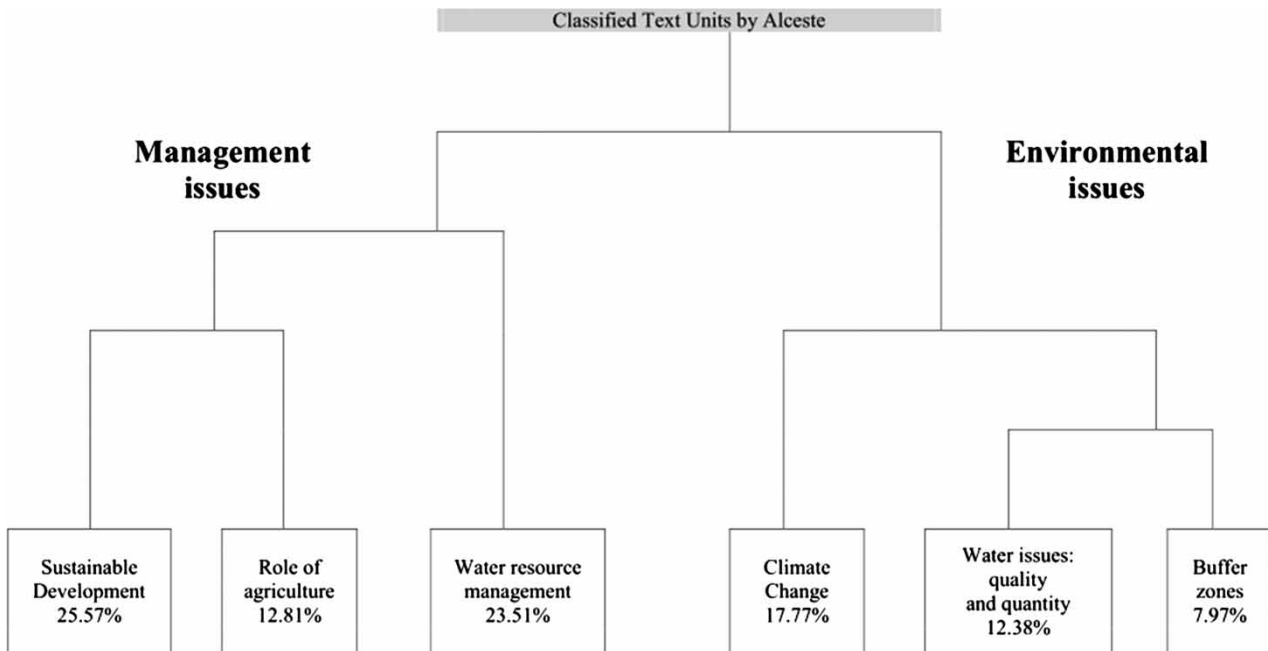 Classified Text Units by Alceste
Management
issues
Environmental
issues
Sustainable
Development
25.57%
Role of
agriculture
12.81%
Water resource
management
23.51%
Climate
Change
17.77%
Water issues:
quality
and quantity
12.38%
Buffer
zones
7.97%